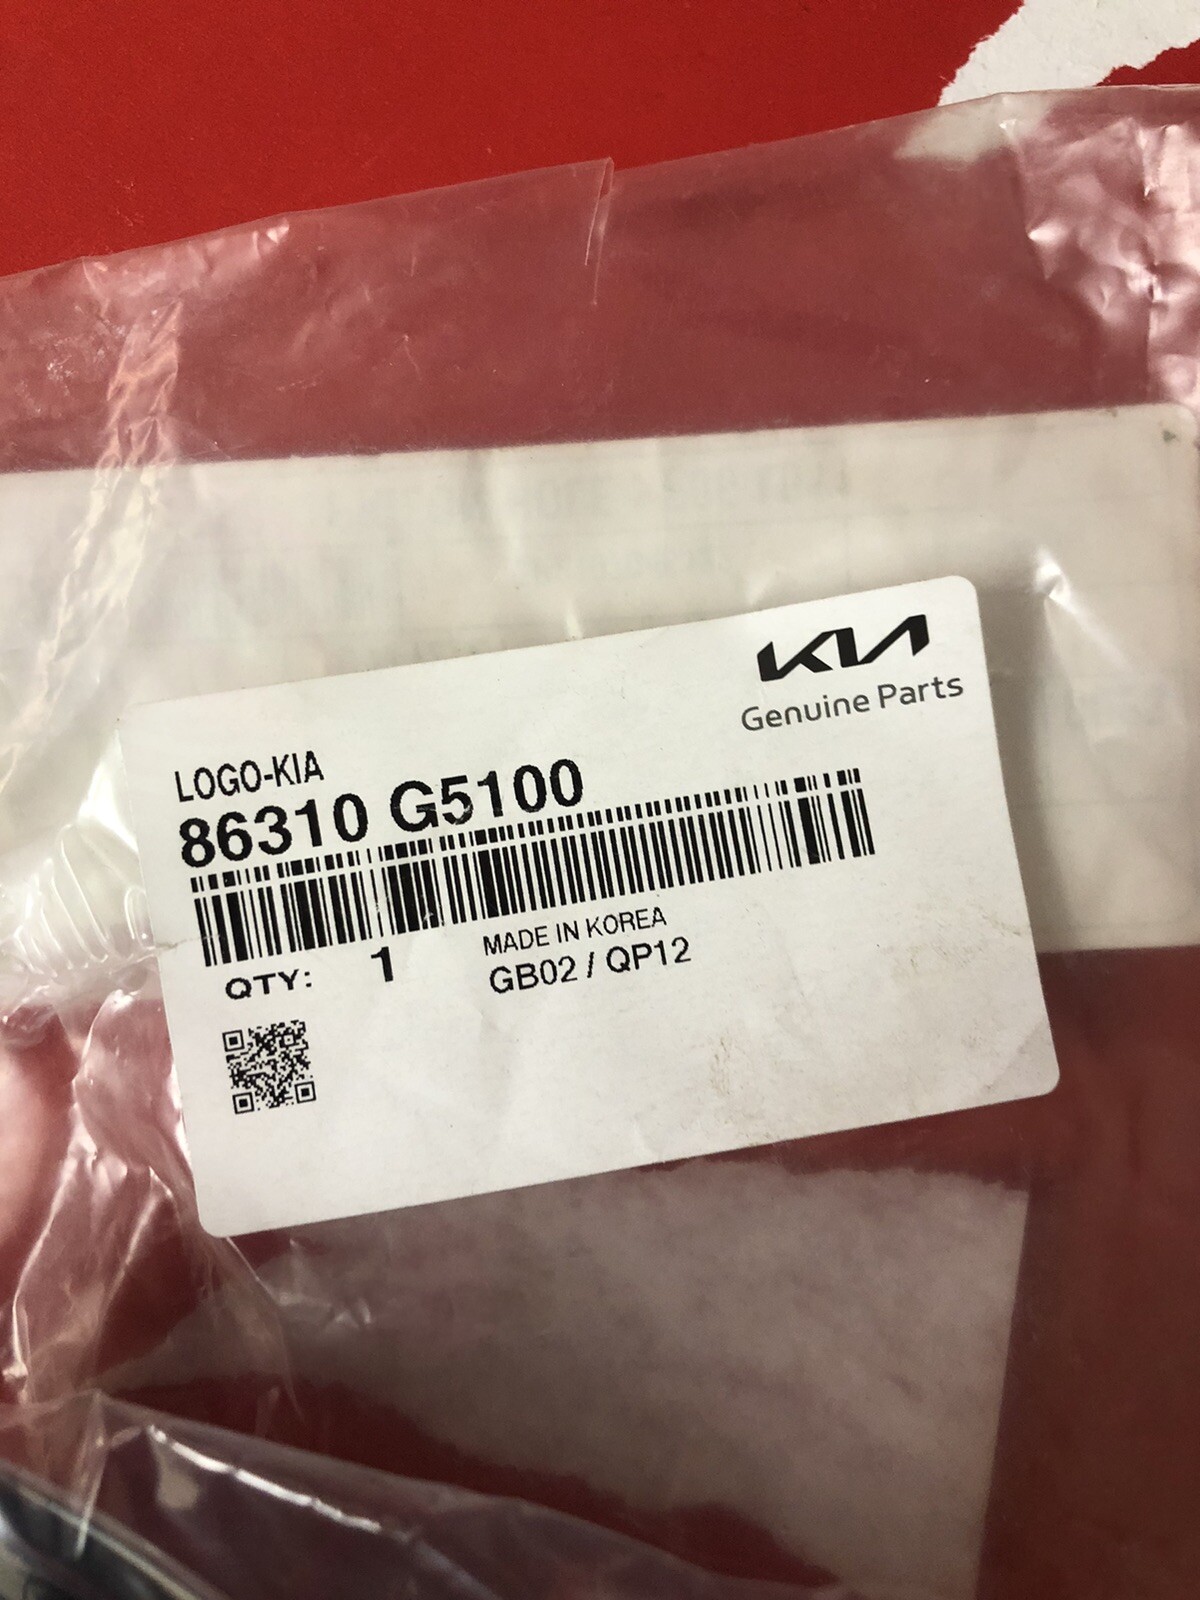 KIA
Genuine Parts
LOGO-KIA
86310 G5100
QTY: 1
MADE IN KOREA
GB02 / QP12